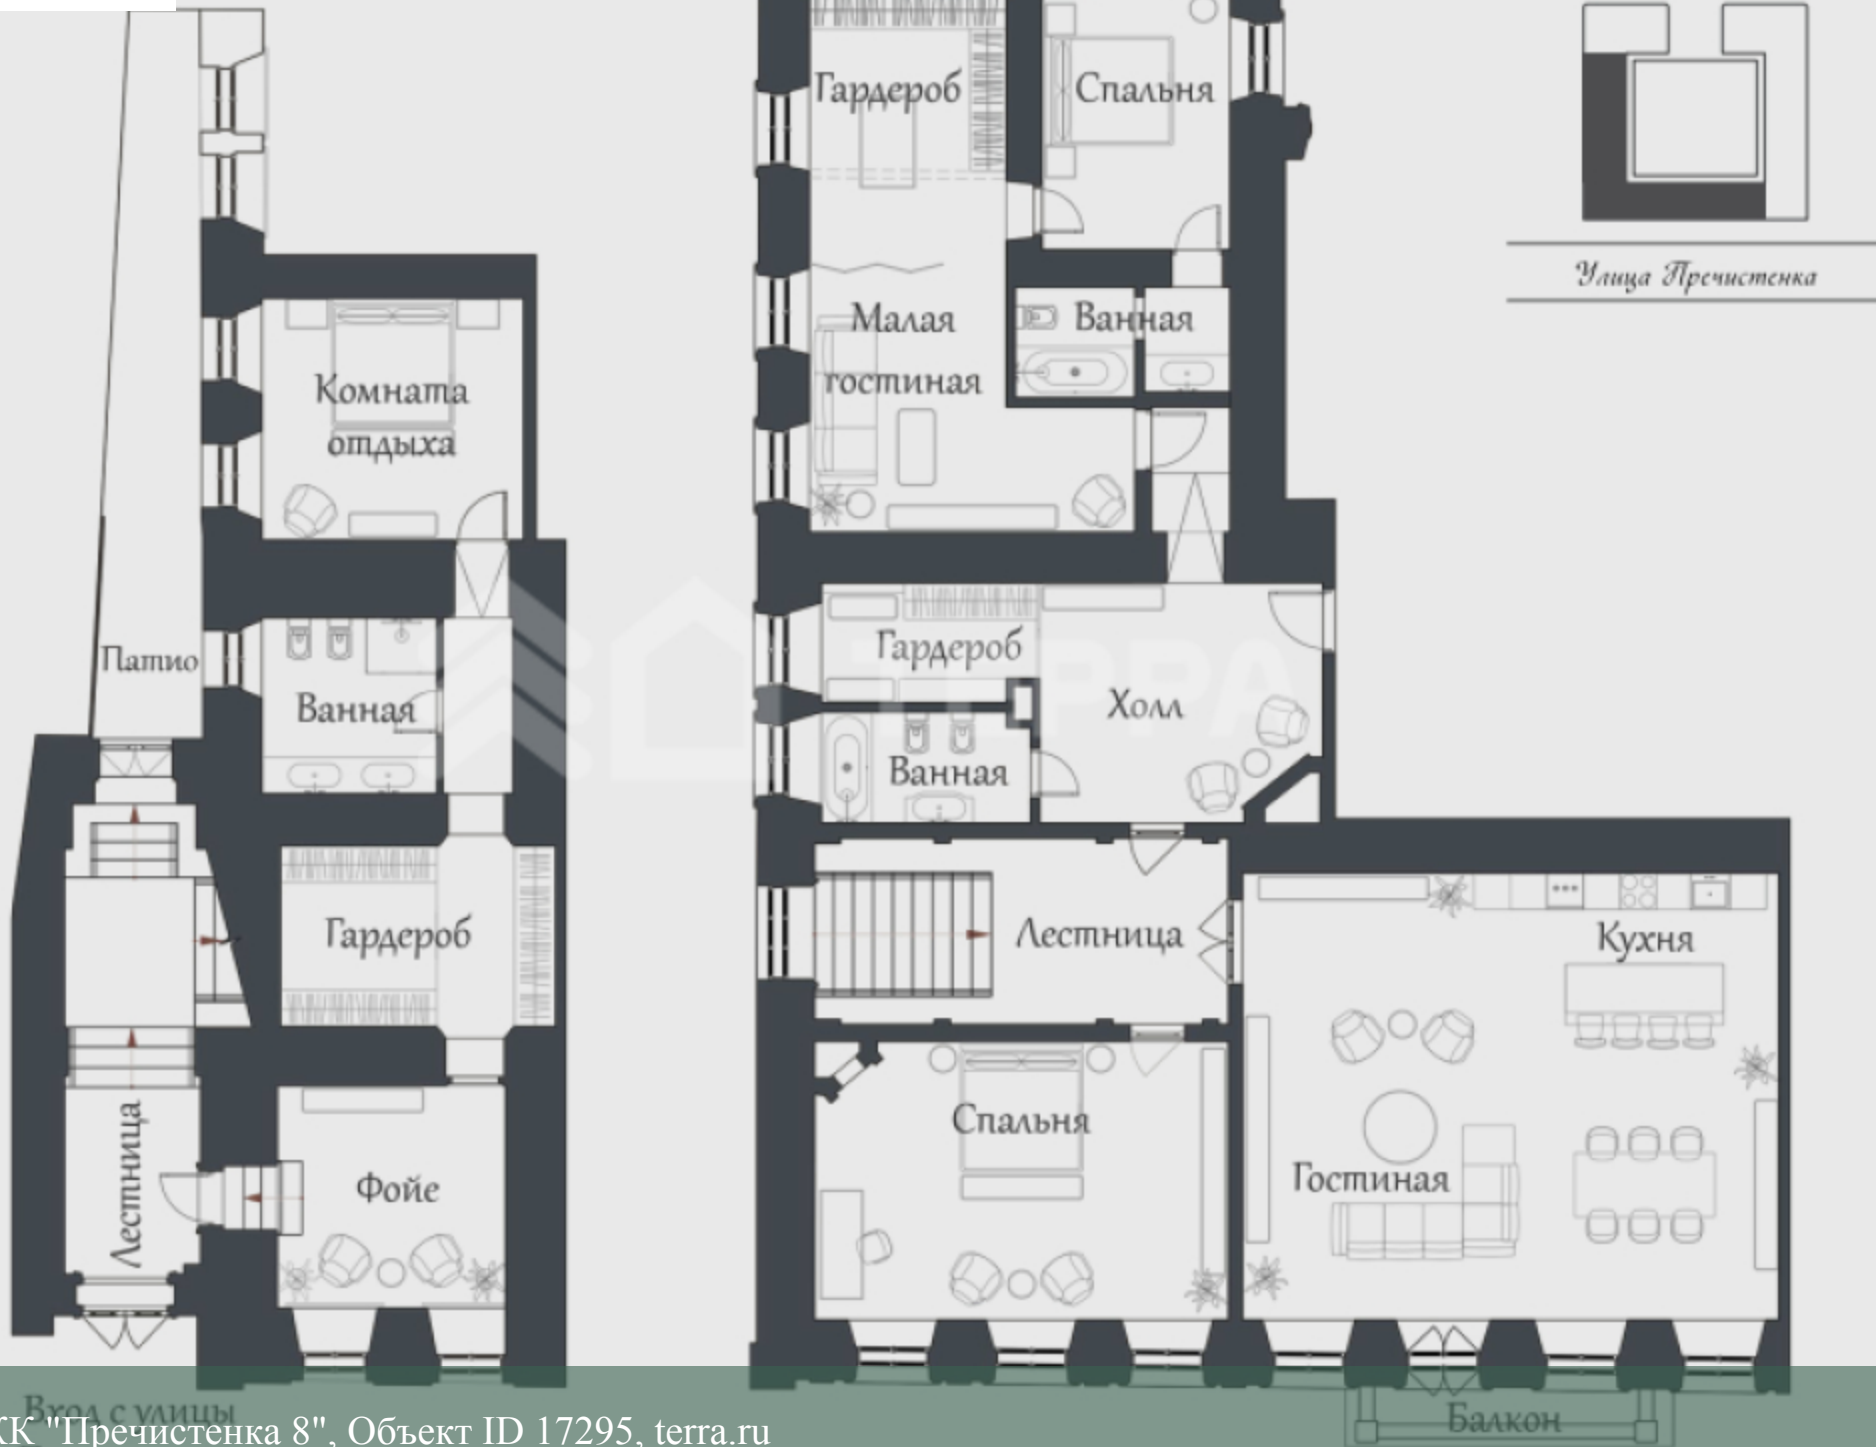 Гардероб
Спальня
Улица Пречистенка
Малая
гостиная
Ванная
Комната
отдыха
Патио
Ванная
Гардероб
Холл
Ванная
TEPPA
Гардероб
Лестница
Кухня
Лестница
Фойе
Спальня
Гостиная
Вход с улицы
Балкон
ЖК "Пречистенка 8", Объект ID 17295, terra.ru